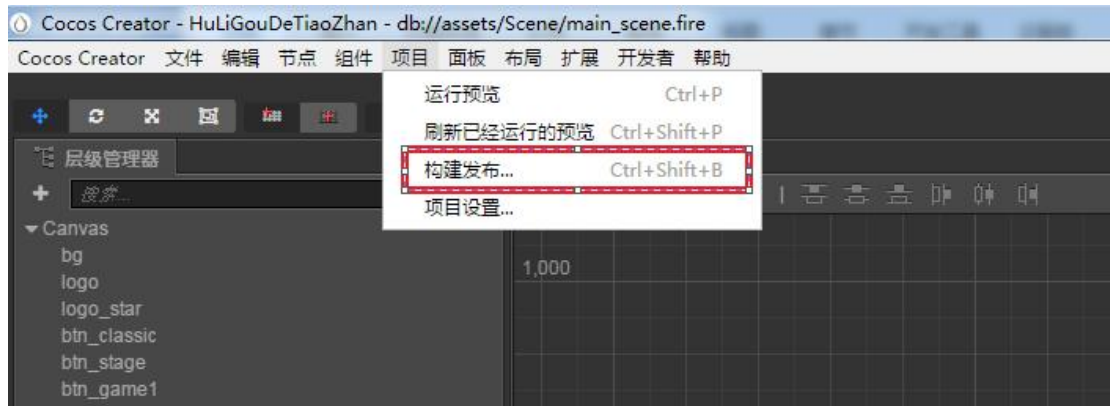 Cocos Creator - HuLiGouDeTiaoZhan - db://assets/Scene/main_scene.fire
Cocos Creator 文件 编辑 节点 组件 项目 面板 布局 扩展 开发者 帮助
运行预览 Ctrl+P
刷新已经运行的预览 Ctrl+Shift+P
层级管理器
构建发布... Ctrl+Shift+B
搜索...
项目设置...
Canvas
bg
1,000
logo
logo_star
btn_classic
btn_stage
btn_game1